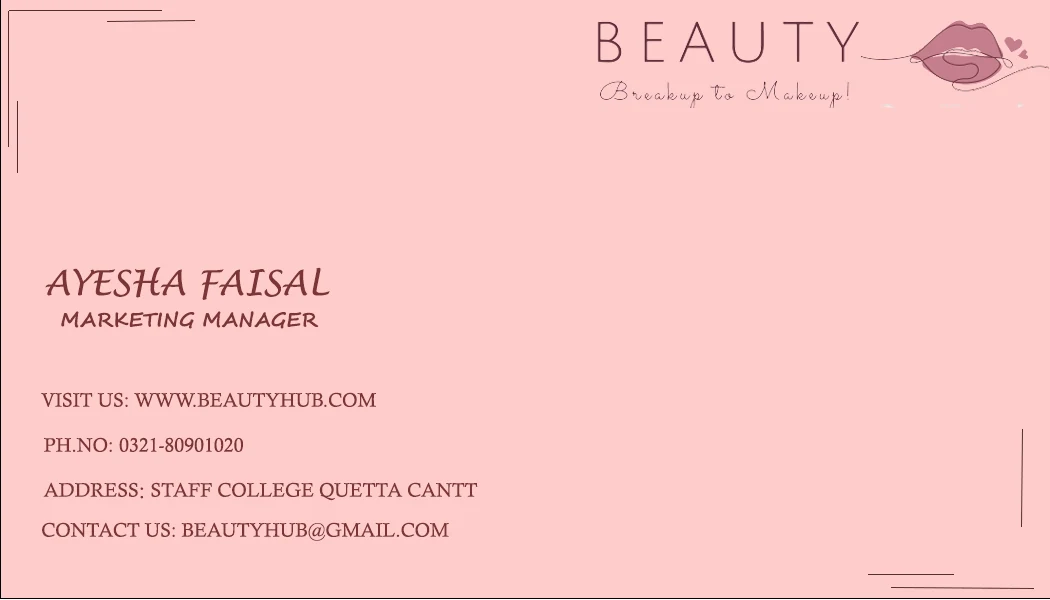 BEAUTY
Breakup to Makeup!
AYESHA FAISAL
MARKETING MANAGER
VISIT US: WWW.BEAUTYHUB.COM
PH.NO: 0321-80901020
ADDRESS: STAFF COLLEGE QUETTA CANTT
CONTACT US: BEAUTYHUB@GMAIL.COM